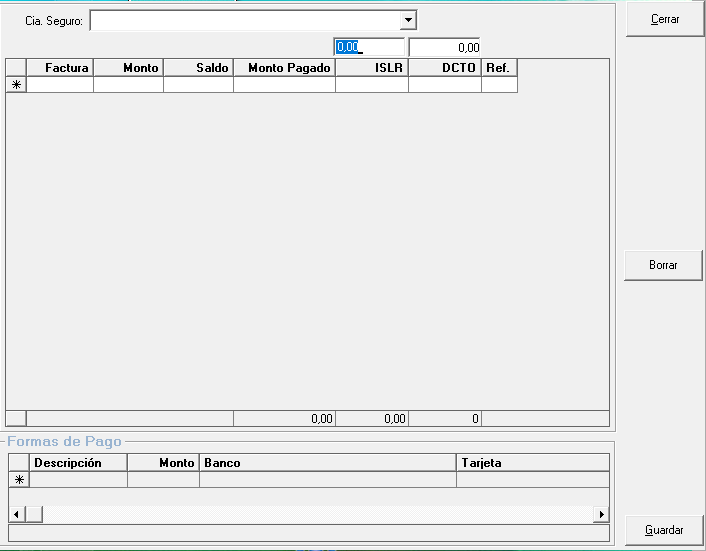 Cia. Seguro:
Cerrar
0,00 0,00
Factura Monto Saldo Monto Pagado ISLR DCTO Ref.
Borrar
0,00 0,00 0
Formas de Pago
Descripción Monto Banco Tarjeta
Guardar